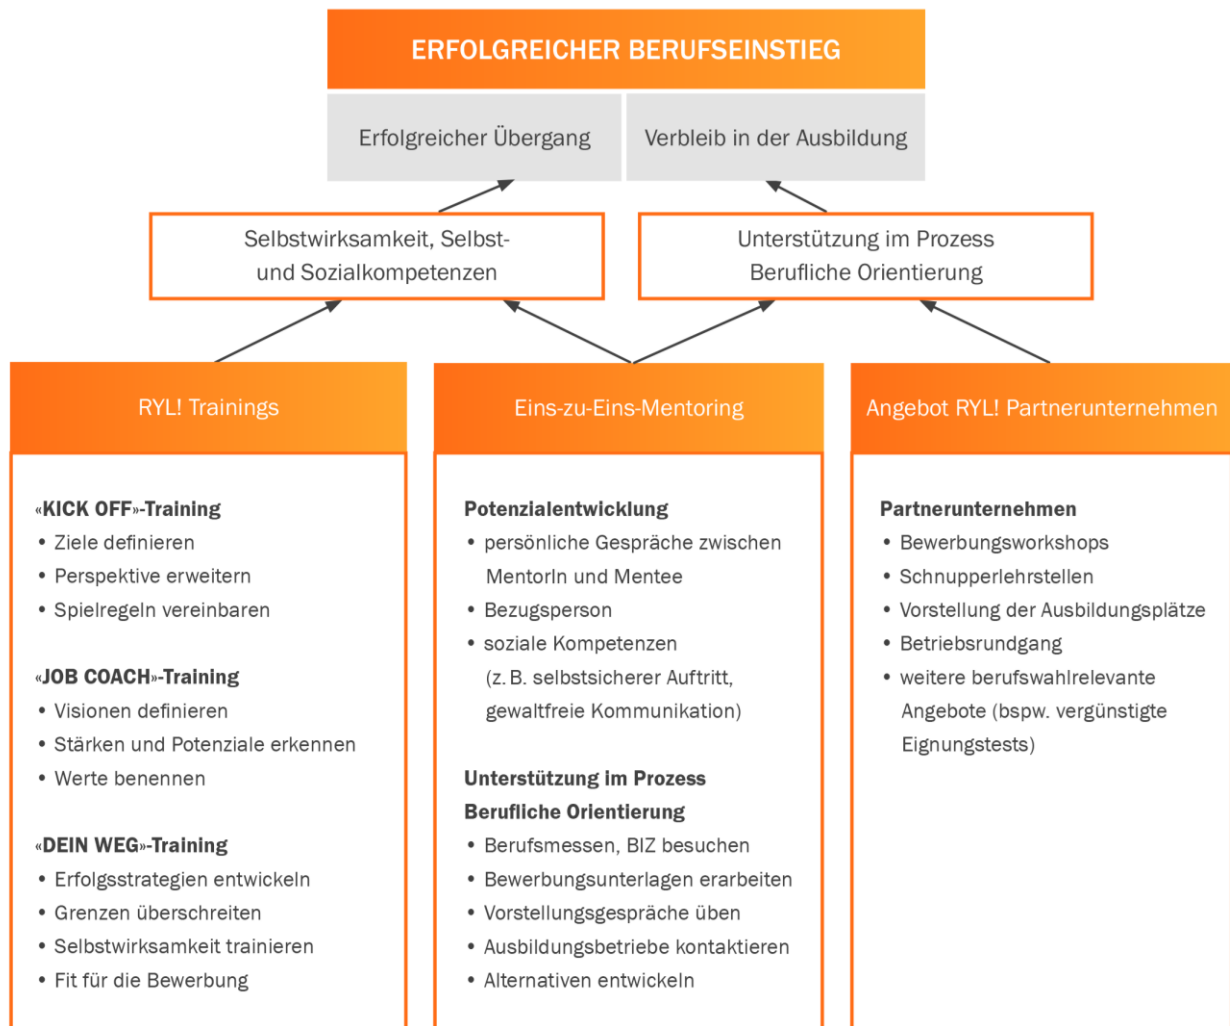 ERFOLGREICHER BERUFSEINSTIEG
Erfolgreicher Übergang
Verbleib in der Ausbildung
Selbstwirksamkeit, Selbst-
und Sozialkompetenzen
Unterstützung im Prozess
Berufliche Orientierung
RYL! Trainings
«KICK OFF»-Training
• Ziele definieren
• Perspektive erweitern
• Spielregeln vereinbaren
«JOB COACH»-Training
• Visionen definieren
• Stärken und Potenziale erkennen
• Werte benennen
«DEIN WEG»-Training
• Erfolgsstrategien entwickeln
• Grenzen überschreiten
• Selbstwirksamkeit trainieren
• Fit für die Bewerbung
Eins-zu-Eins-Mentoring
Potenzialentwicklung
• persönliche Gespräche zwischen
MentorIn und Mentee
• Bezugsperson
• soziale Kompetenzen
(z. B. selbstsicherer Auftritt,
gewaltfreie Kommunikation)
Unterstützung im Prozess
Berufliche Orientierung
• Berufsmessen, BIZ besuchen
• Bewerbungsunterlagen erarbeiten
• Vorstellungsgespräche üben
• Ausbildungsbetriebe kontaktieren
• Alternativen entwickeln
Angebot RYL! Partnerunternehmen
Partnerunternehmen
• Bewerbungsworkshops
• Schnupperlehrstellen
• Vorstellung der Ausbildungsplätze
• Betriebsrundgang
• weitere berufswahlrelevante
Angebote (bspw. vergünstigte
Eignungstests)